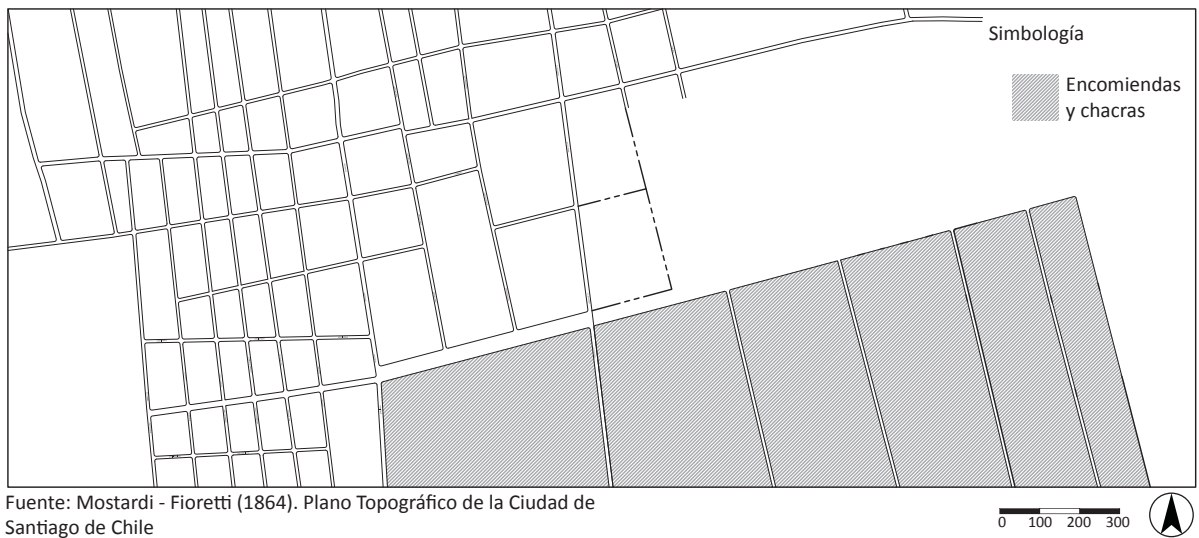 Simbología
Encomiendas
y chacras
Fuente: Mostardi - Fioretti (1864). Plano Topográfico de la Ciudad de
Santiago de Chile
0 100 200 300